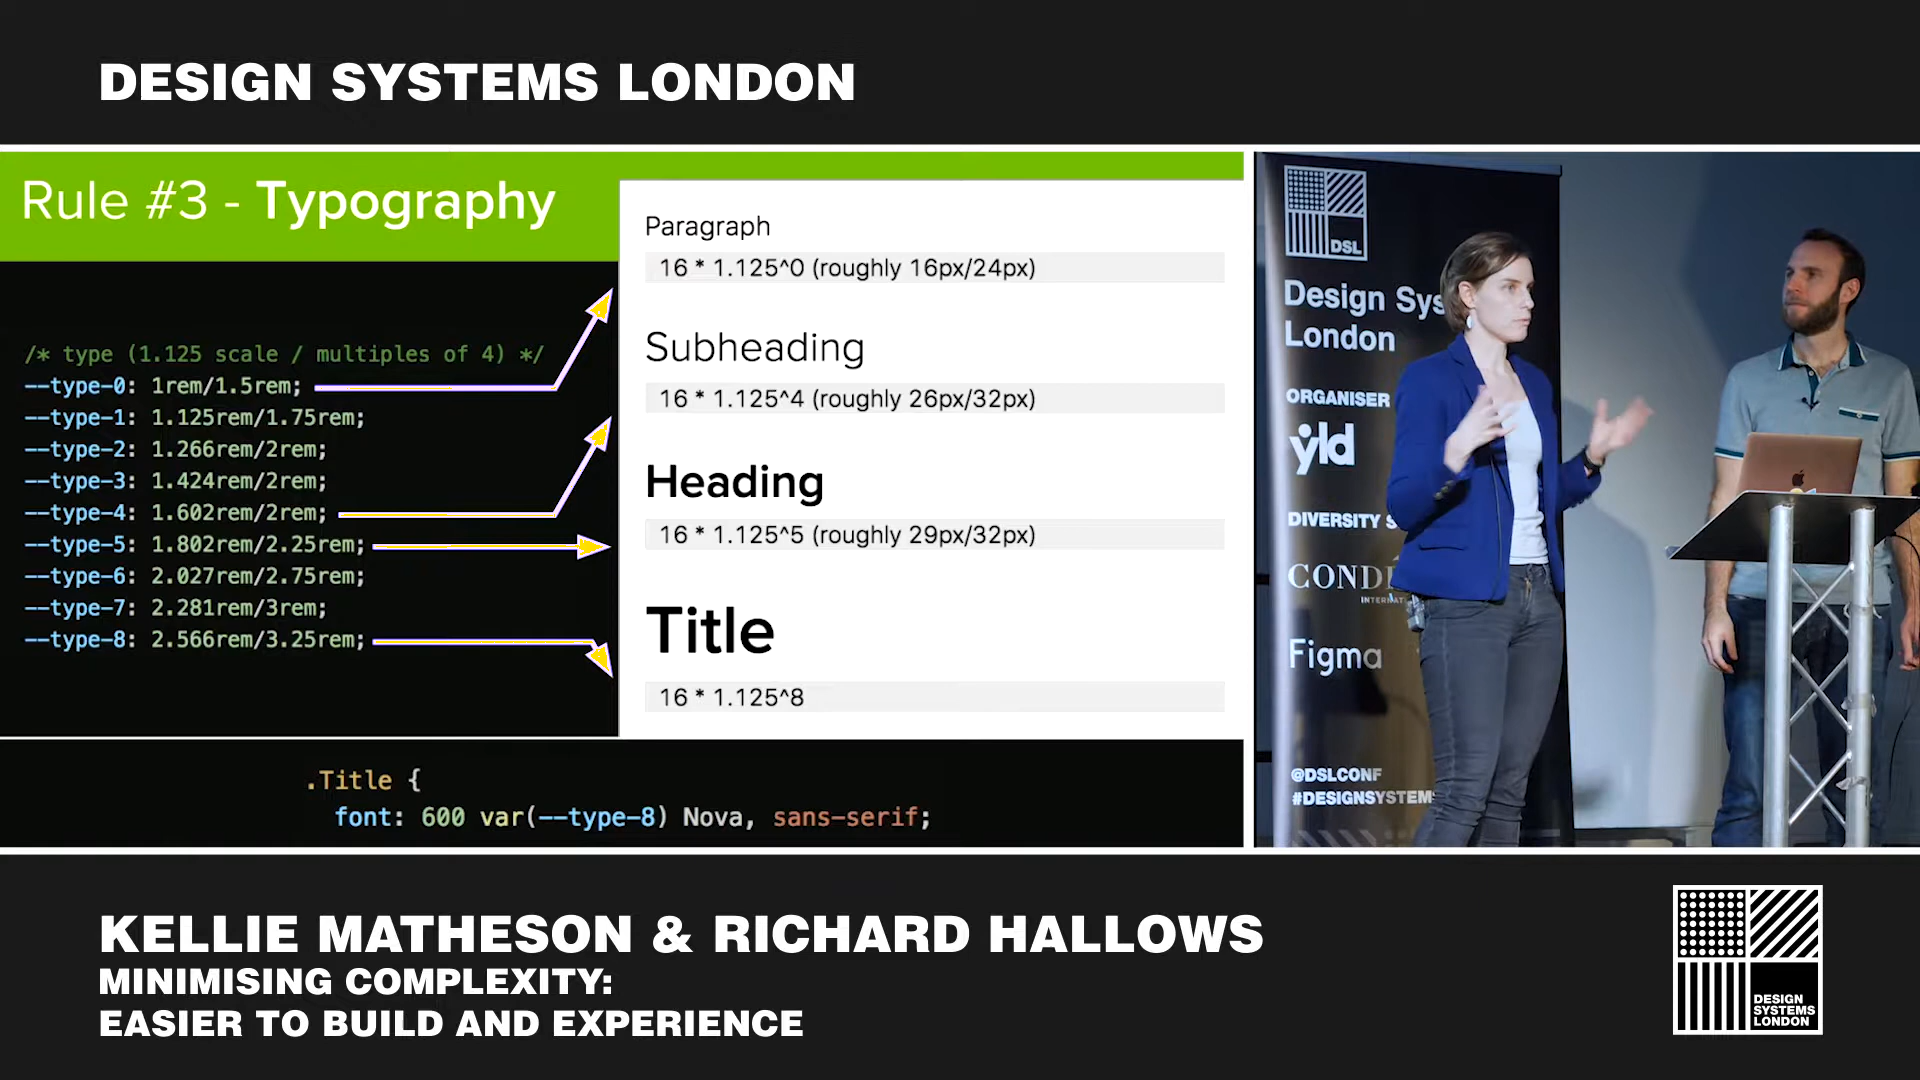 DESIGN SYSTEMS LONDON
Rule #3 - Typography
/* type (1.125 scale / multiples of 4) */
--type-0: 1rem/1.5rem;
--type-1: 1.125rem/1.75rem;
--type-2: 1.266rem/2rem;
--type-3: 1.424rem/2rem;
--type-4: 1.602rem/2rem;
--type-5: 1.802rem/2.25rem;
--type-6: 2.027rem/2.75rem;
--type-7: 2.281rem/3rem;
--type-8: 2.566rem/3.25rem;
Paragraph
16 * 1.125^0 (roughly 16px/24px)
Subheading
16 * 1.125^4 (roughly 26px/32px)
Heading
16 * 1.125^5 (roughly 29px/32px)
Title
16 * 1.125^8
.Title {
font: 600 var(--type-8) Nova, sans-serif;
DSL
Design Sys
London
ORGANISER
yld
DIVERSITY S
COND
INTERNAT
Figma
@DSLCONF
#DESIGNSYSTEM
KELLIE MATHESON & RICHARD HALLOWS
MINIMISING COMPLEXITY:
EASIER TO BUILD AND EXPERIENCE
DESIGN
SYSTEMS
LONDON